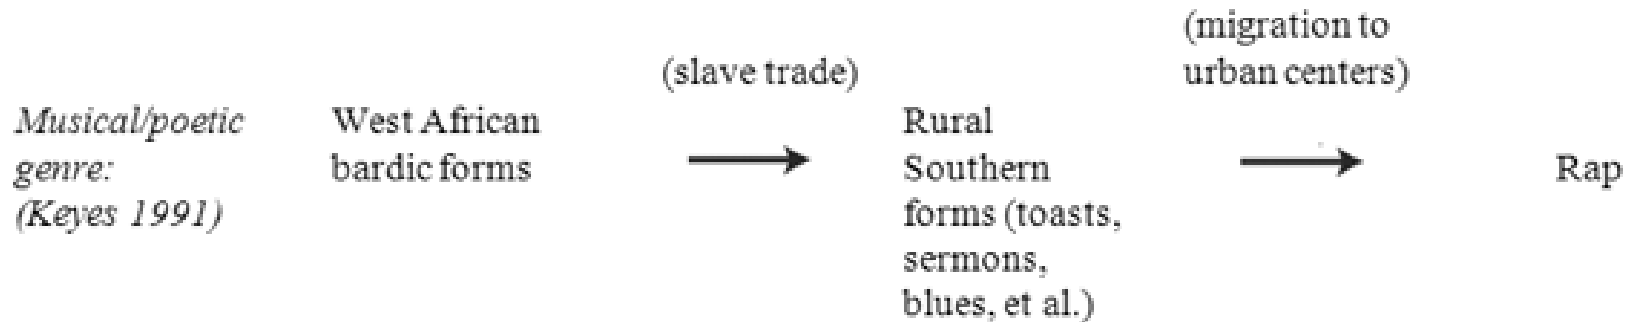 Musical/poetic
genre:
(Keyes 1991)
West African
bardic forms
(slave trade)
Rural
Southern
forms (toasts,
sermons,
blues, et al.)
(migration to
urban centers)
Rap